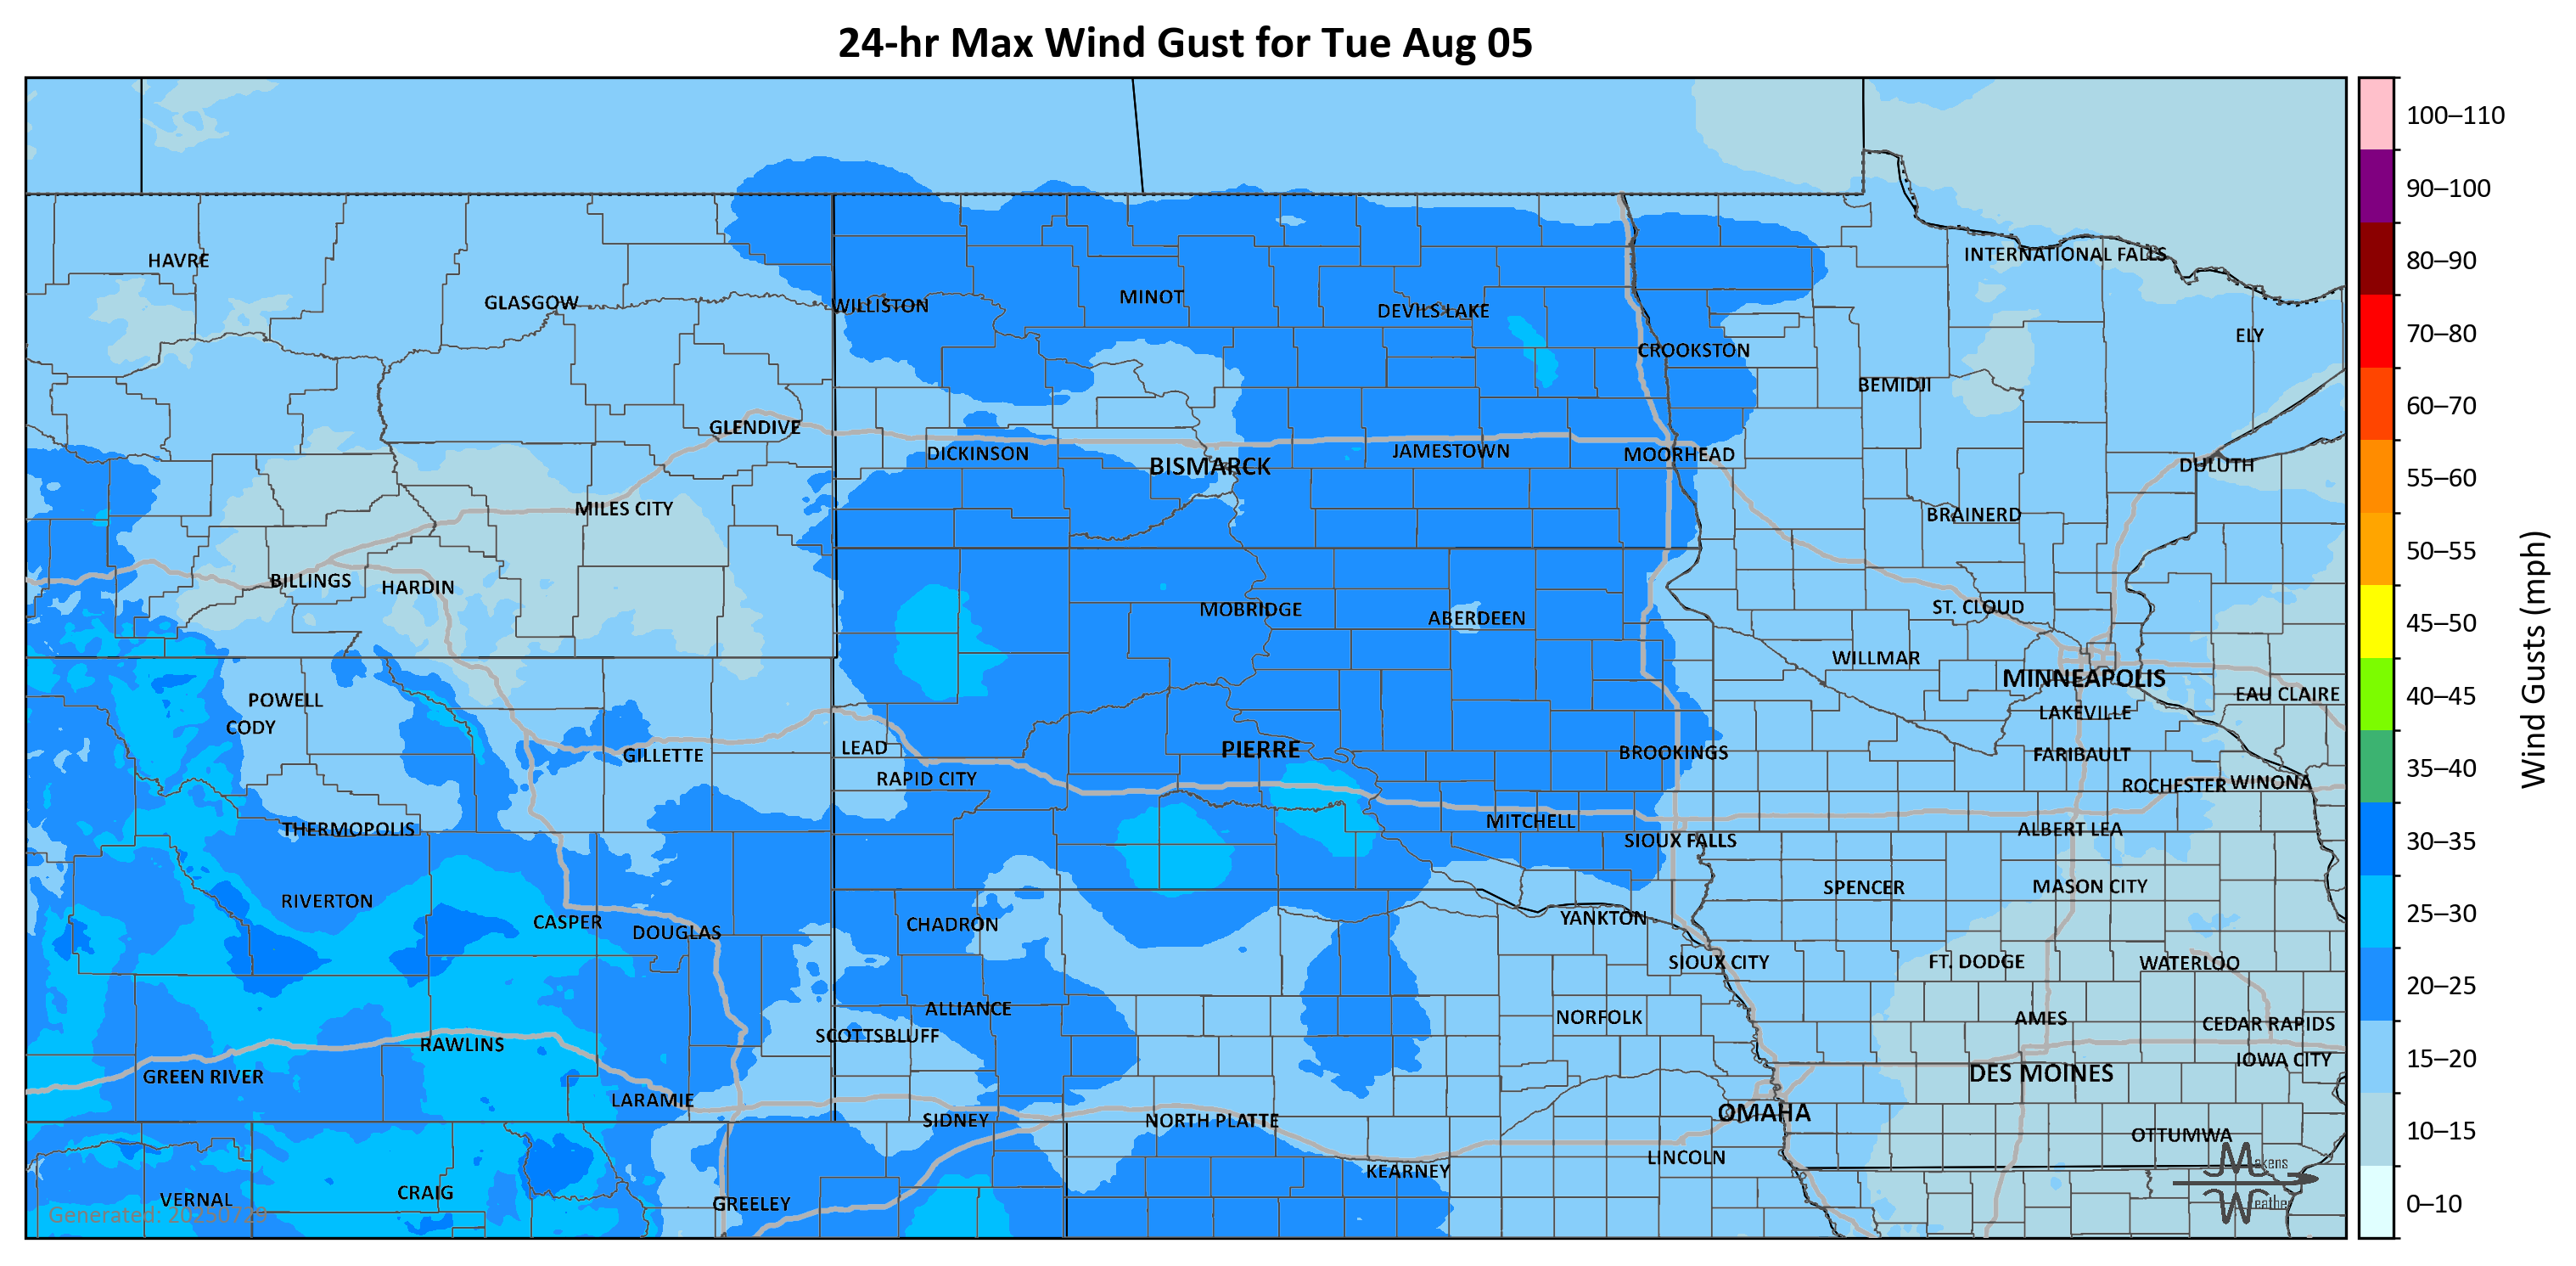 24-hr Max Wind Gust for Tue Aug 05
100–110
90–100
80–90
70–80
60–70
55–60
50–55
45–50
40–45
35–40
30–35
25–30
20–25
15–20
10–15
0–10
Wind Gusts (mph)
HAVRE
INTERNATIONAL FALLS
GLASGOW
WILLISTON
MINOT
DEVILS LAKE
ELY
CROOKSTON
BEMIDJI
GLENDIVE
DICKINSON
BISMARCK
JAMESTOWN
MOORHEAD
DULUTH
MILES CITY
BRAINERD
BILLINGS
HARDIN
MOBRIDGE
ABERDEEN
ST. CLOUD
WILLMAR
MINNEAPOLIS
EAU CLAIRE
POWELL
CODY
LAKEVILLE
GILLETTE
LEAD
PIERRE
BROOKINGS
FARIBAULT
RAPID CITY
ROCHESTER
WINONA
THERMOPOLIS
MITCHELL
ALBERT LEA
SIOUX FALLS
RIVERTON
SPENCER
MASON CITY
CASPER
DOUGLAS
CHADRON
YANKTON
SIOUX CITY
FT. DODGE
WATERLOO
ALLIANCE
NORFOLK
AMES
CEDAR RAPIDS
SCOTTSBLUFF
RAWLINS
IOWA CITY
GREEN RIVER
DES MOINES
LARAMIE
SIDNEY
NORTH PLATTE
OMAHA
OTTUMWA
LINCOLN
KEARNEY
VERNAL
CRAIG
GREELEY
Generated: 20250729
Makens
Weather